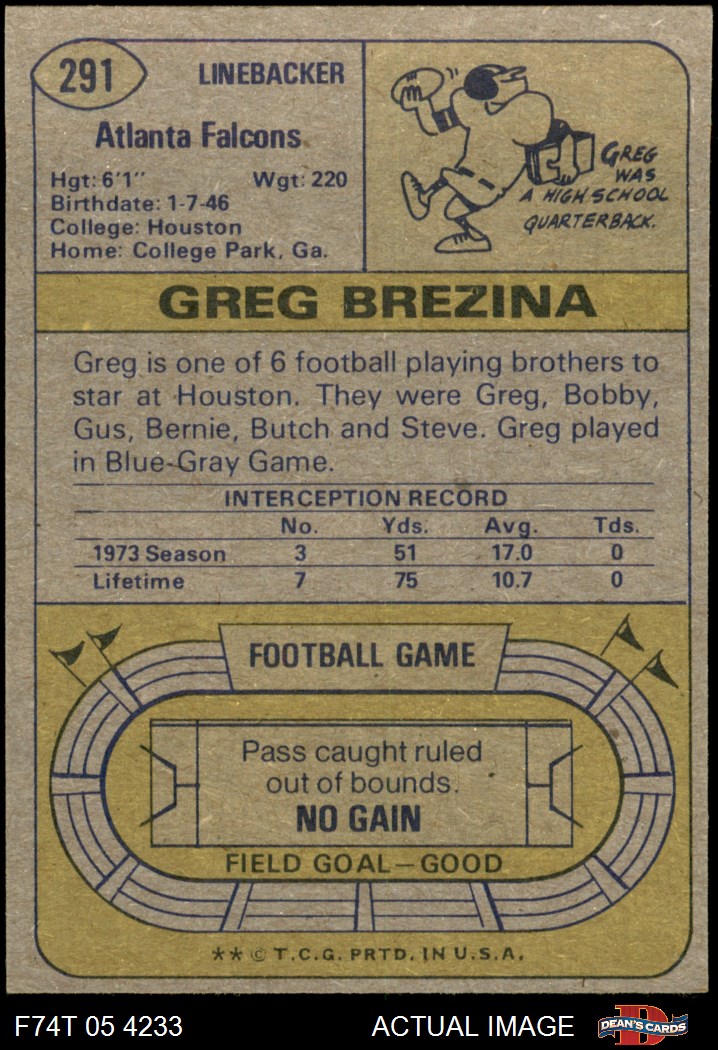 291
LINEBACKER
Atlanta Falcons
Hgt: 6'1" Wgt: 220
Birthdate: 1-7-46
College: Houston
Home: College Park, Ga.
GREG
WAS
A HIGH SCHOOL
QUARTERBACK.
GREG BREZINA
Greg is one of 6 football playing brothers to
star at Houston. They were Greg, Bobby,
Gus, Bernie, Butch and Steve. Greg played
in Blue-Gray Game.
INTERCEPTION RECORD
No. Yds. Avg. Tds.
1973 Season 3 51 17.0 0
Lifetime 7 75 10.7 0
FOOTBALL GAME
Pass caught ruled
out of bounds.
NO GAIN
FIELD GOAL—GOOD
** © T.C.G. PRTD. IN U.S.A.
F74T 05 4233 ACTUAL IMAGE
D
DEAN'S CARDS